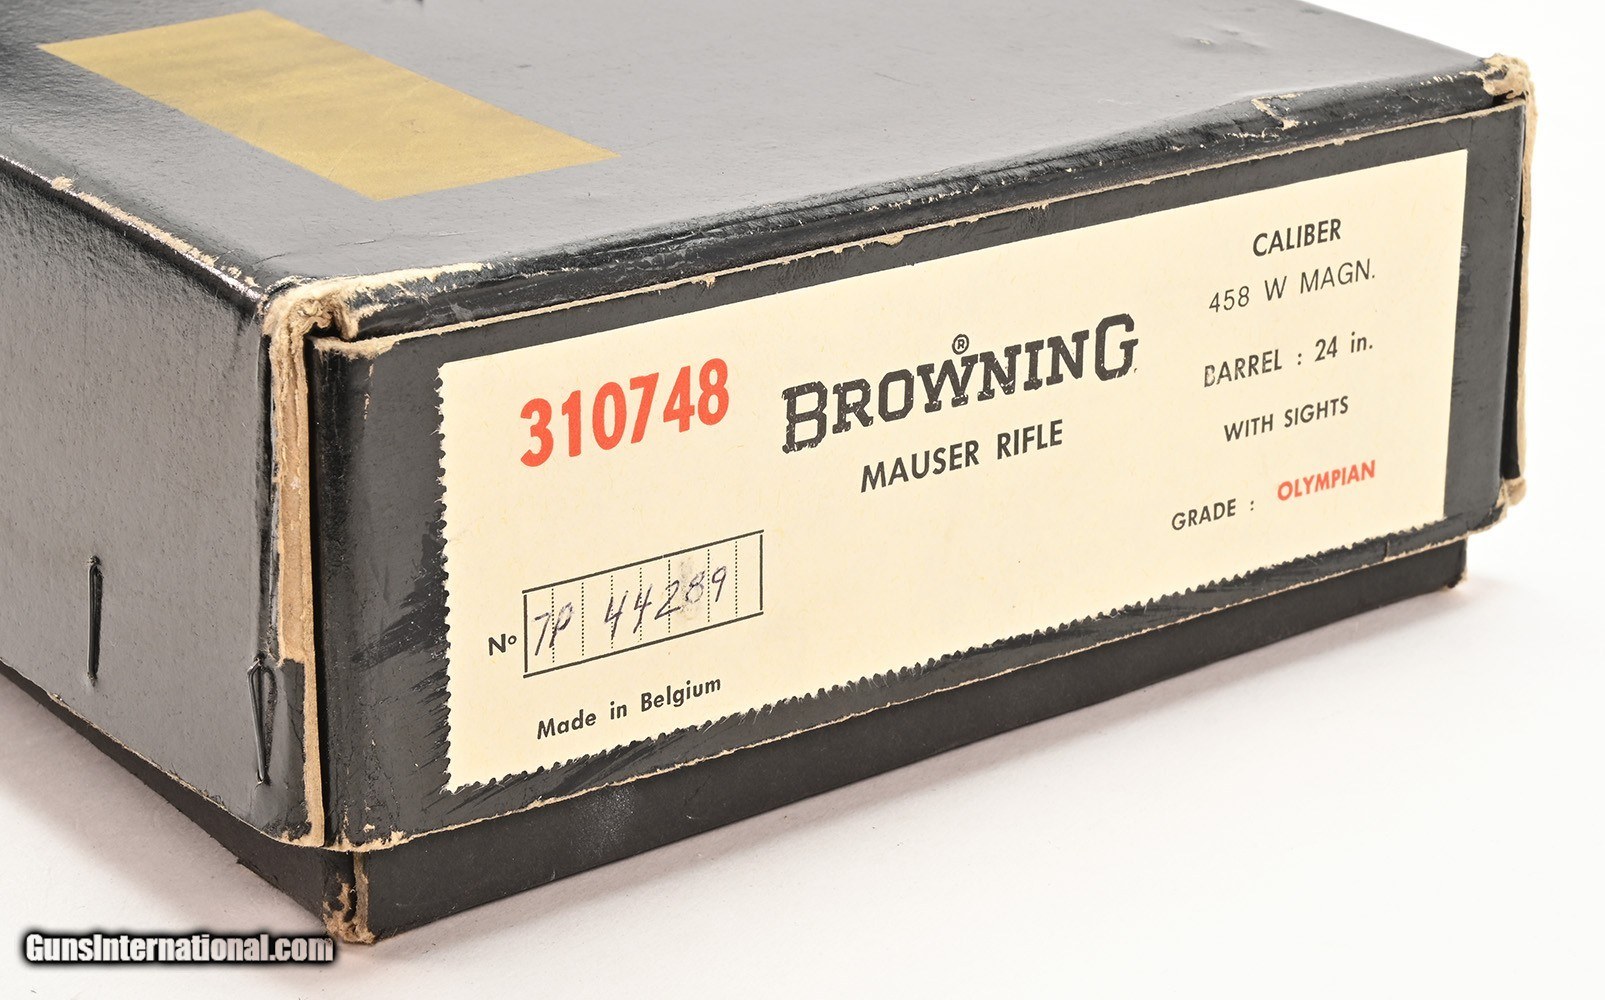 310748
BROWNING®
MAUSER RIFLE
CALIBER
458 W MAGN.
BARREL : 24 in.
WITH SIGHTS
GRADE : OLYMPIAN
Nº 7P 44289
Made in Belgium
GunsInternational.com